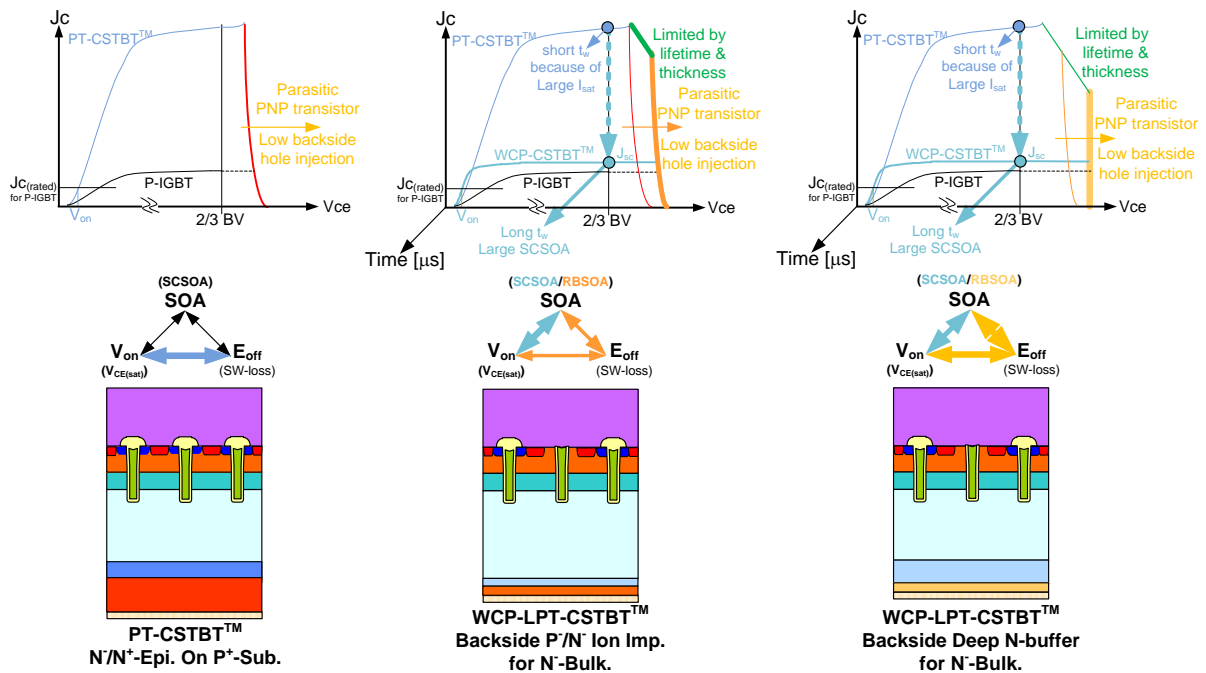 Jc
PT-CSTBT™
Parasitic
PNP transistor
Low backside
hole injection
Jc(rated)
for P-IGBT
P-IGBT
Von
2/3 BV
Vce
(SCSOA)
SOA
Von
(VCE(sat))
Eoff
(SW-loss)
PT-CSTBT™
N⁻/N⁺-Epi. On P⁺-Sub.
Jc
PT-CSTBT™
short tw
because of
Large Isat
Limited by
lifetime &
thickness
Parasitic
PNP transistor
Low backside
hole injection
WCP-CSTBT™
Jsc
Jc(rated)
for P-IGBT
P-IGBT
Von
2/3 BV
Vce
Long tw
Large SCSOA
Time [µs]
(SCSOA/RBSOA)
SOA
Von
(VCE(sat))
Eoff
(SW-loss)
WCP-LPT-CSTBT™
Backside P⁻/N⁻ Ion Imp.
for N⁻-Bulk.
Jc
PT-CSTBT™
short tw
because of
Large Isat
Limited by
lifetime &
thickness
Parasitic
PNP transistor
Low backside
hole injection
WCP-CSTBT™
Jsc
Jc(rated)
for P-IGBT
P-IGBT
Von
2/3 BV
Vce
Long tw
Large SCSOA
Time [µs]
(SCSOA/RBSOA)
SOA
Von
(VCE(sat))
Eoff
(SW-loss)
WCP-LPT-CSTBT™
Backside Deep N-buffer
for N⁻-Bulk.